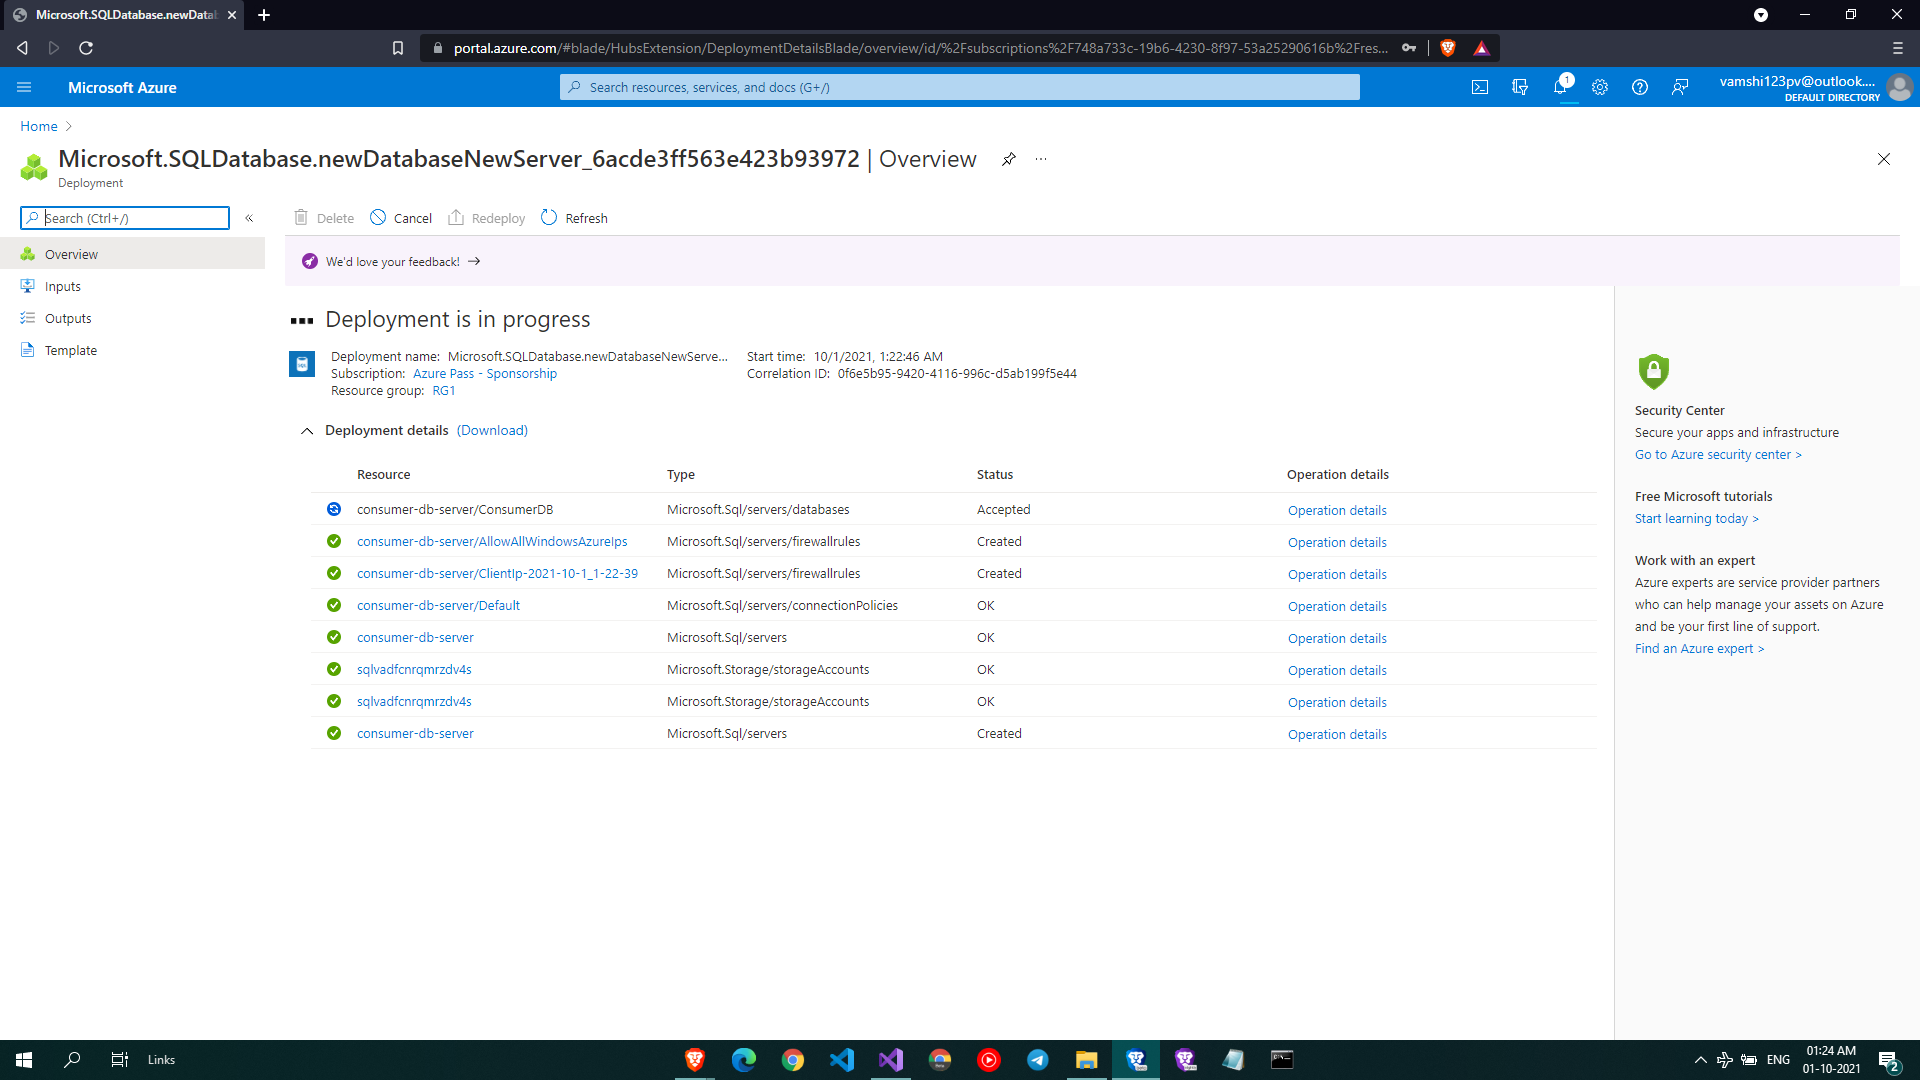 Microsoft.SQLDatabase.newDatab
portal.azure.com/#blade/HubsExtension/DeploymentDetailsBlade/overview/id/%2Fsubscriptions%2F748a733c-19b6-4230-8f97-53a25290616b%2Fres...
Microsoft Azure
Search resources, services, and docs (G+/)
1
vamshi123pv@outlook....
DEFAULT DIRECTORY
Home
Microsoft.SQLDatabase.newDatabaseNewServer_6acde3ff563e423b93972 | Overview
Deployment
Search (Ctrl+/)
Overview
Inputs
Outputs
Template
Delete Cancel Redeploy Refresh
We'd love your feedback! →
Deployment is in progress
Deployment name: Microsoft.SQLDatabase.newDatabaseNewServe...
Subscription: Azure Pass - Sponsorship
Resource group: RG1
Start time: 10/1/2021, 1:22:46 AM
Correlation ID: 0f6e5b95-9420-4116-996c-d5ab199f5e44
Deployment details (Download)
Resource Type Status Operation details
consumer-db-server/ConsumerDB Microsoft.Sql/servers/databases Accepted Operation details
consumer-db-server/AllowAllWindowsAzureIps Microsoft.Sql/servers/firewallrules Created Operation details
consumer-db-server/ClientIp-2021-10-1_1-22-39 Microsoft.Sql/servers/firewallrules Created Operation details
consumer-db-server/Default Microsoft.Sql/servers/connectionPolicies OK Operation details
consumer-db-server Microsoft.Sql/servers OK Operation details
sqlvadfcnrqmrzdv4s Microsoft.Storage/storageAccounts OK Operation details
sqlvadfcnrqmrzdv4s Microsoft.Storage/storageAccounts OK Operation details
consumer-db-server Microsoft.Sql/servers Created Operation details
Security Center
Secure your apps and infrastructure
Go to Azure security center >
Free Microsoft tutorials
Start learning today >
Work with an expert
Azure experts are service provider partners
who can help manage your assets on Azure
and be your first line of support.
Find an Azure expert >
Links
ENG
01:24 AM
01-10-2021
2